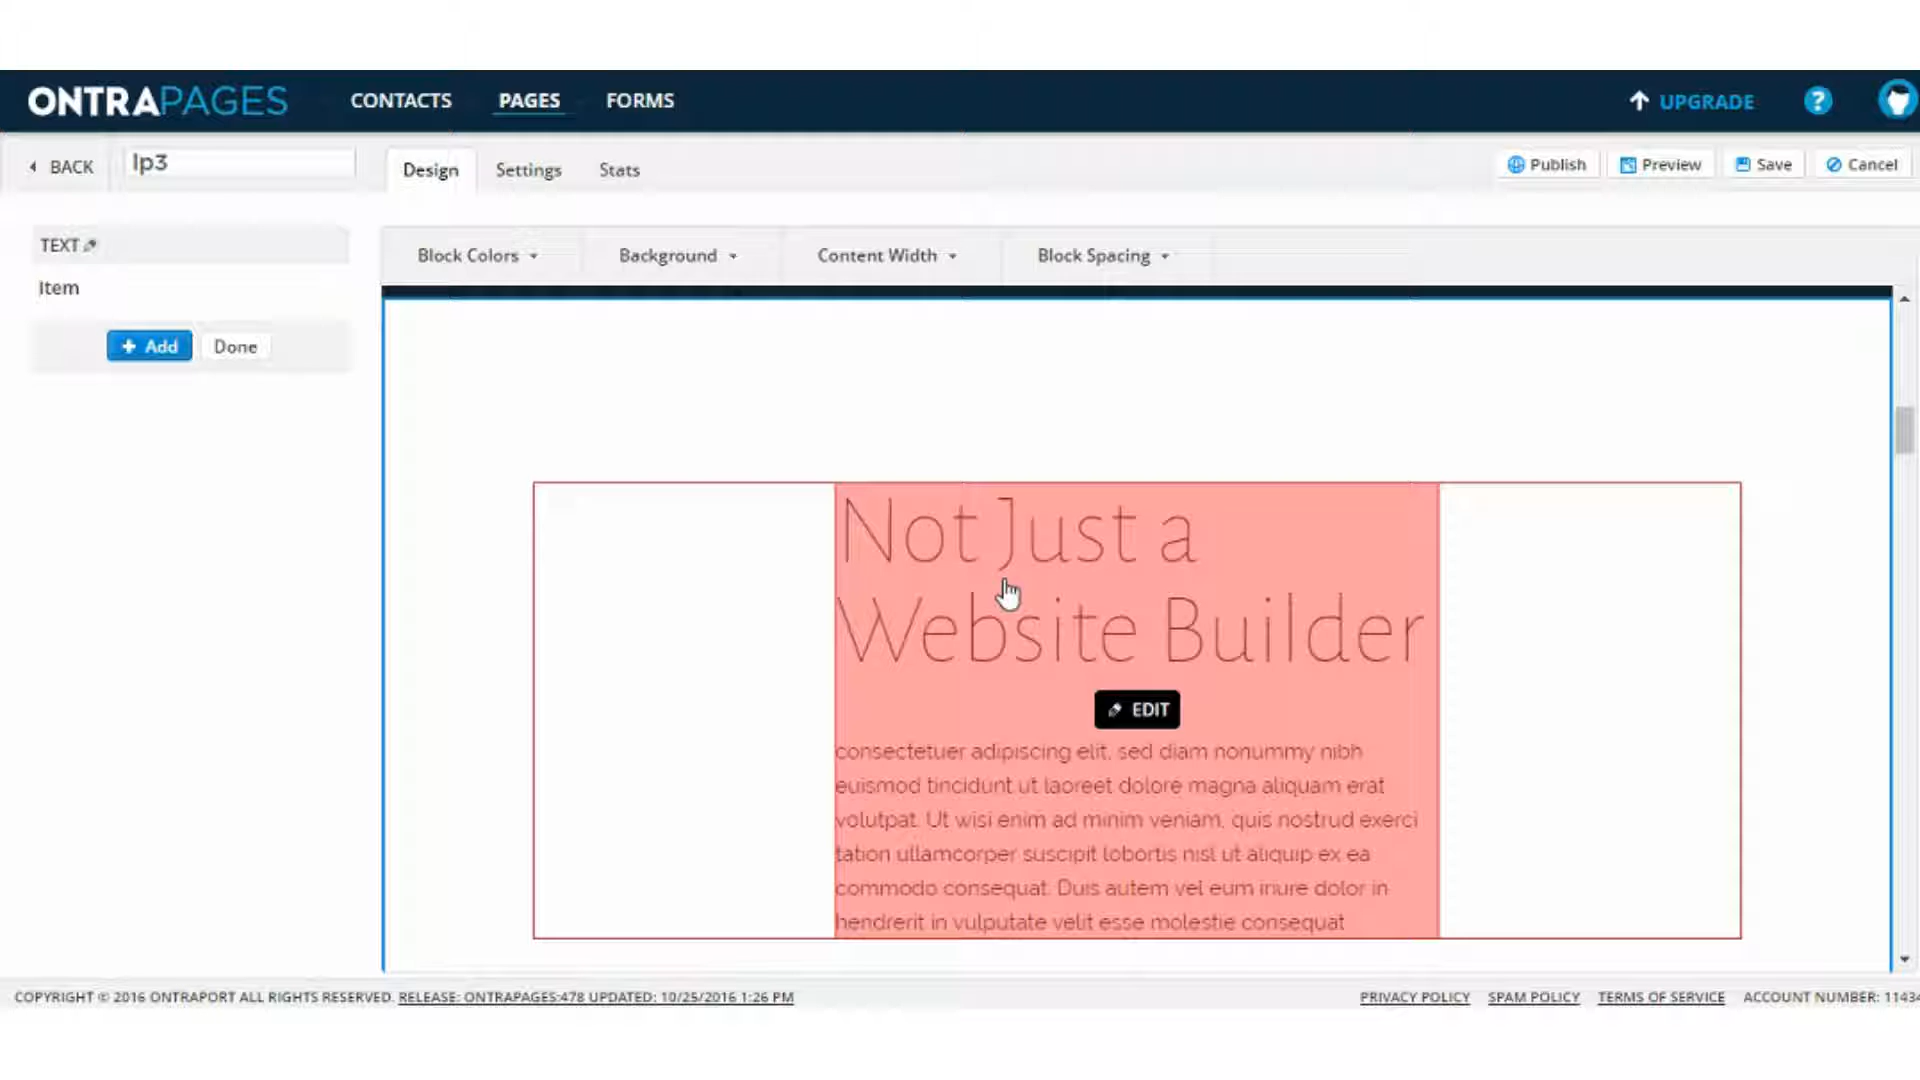 ONTRAPAGES CONTACTS PAGES FORMS UPGRADE ?
BACK lp3 Design Settings Stats Publish Preview Save Cancel
TEXT
Item
Add Done
Block Colors Background Content Width Block Spacing
Not Just a
Website Builder
EDIT
consectetuer adipiscing elit, sed diam nonummy nibh
euismod tincidunt ut laoreet dolore magna aliquam erat
volutpat. Ut wisi enim ad minim veniam, quis nostrud exerci
tation ullamcorper suscipit lobortis nisl ut aliquip ex ea
commodo consequat. Duis autem vel eum iriure dolor in
hendrerit in vulputate velit esse molestie consequat
COPYRIGHT © 2016 ONTRAPORT ALL RIGHTS RESERVED. RELEASE: ONTRAPAGES:478 UPDATED: 10/25/2016 1:26 PM PRIVACY POLICY SPAM POLICY TERMS OF SERVICE ACCOUNT NUMBER: